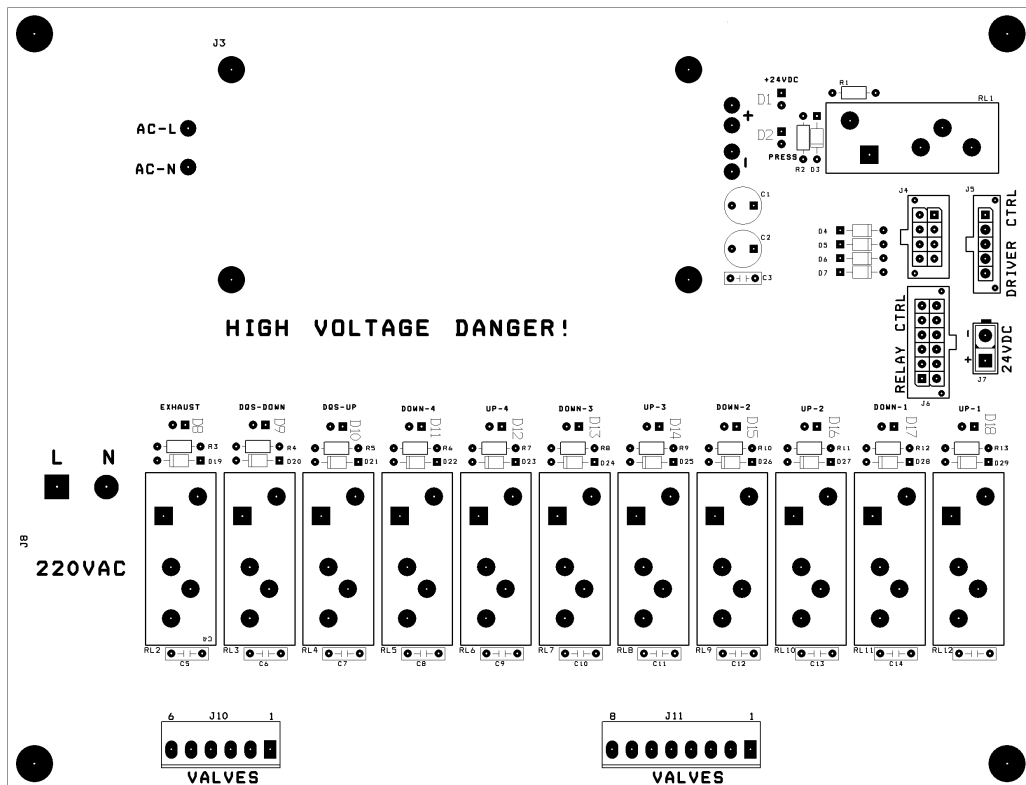 J3
+24VDC
R1
RL1
D1
+
AC-L
D2
AC-N
PRESS
-
R2 D3
C1
J4
J5
C2
D4
D5
D6
D7
C3
DRIVER CTRL
HIGH VOLTAGE DANGER!
RELAY CTRL
-
+
24VDC
J7
J6
EXHAUST
DQS-DOWN
DQS-UP
DOWN-4
UP-4
DOWN-3
UP-3
DOWN-2
UP-2
DOWN-1
UP-1
D8
D9
D10
D11
D12
D13
D14
D15
D16
D17
D18
R3
R4
R5
R6
R7
R8
R9
R10
R11
R12
R13
D19
D20
D21
D22
D23
D24
D25
D26
D27
D28
D29
L N
J8
220VAC
C4
RL2
RL3
RL4
RL5
RL6
RL7
RL8
RL9
RL10
RL11
RL12
C5
C6
C7
C8
C9
C10
C11
C12
C13
C14
6 J10 1
8 J11 1
VALVES
VALVES